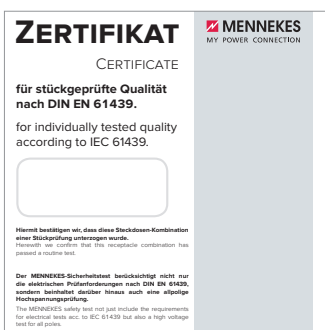 ZERTIFIKAT
CERTIFICATE
für stückgeprüfte Qualität
nach DIN EN 61439.
for individually tested quality
according to IEC 61439.
Hiermit bestätigen wir, dass diese Steckdosen-Kombination
einer Stückprüfung unterzogen wurde.
Herewith we confirm that this receptacle combination has
passed a routine test.
Der MENNEKES-Sicherheitstest berücksichtigt nicht nur
die elektrischen Prüfanforderungen nach DIN EN 61439,
sondern beinhaltet darüber hinaus auch eine allpolige
Hochspannungsprüfung.
The MENNEKES safety test not just include the requirements
for electrical tests acc. to IEC 61439 but also a high voltage
test for all poles.
MENNEKES
MY POWER CONNECTION